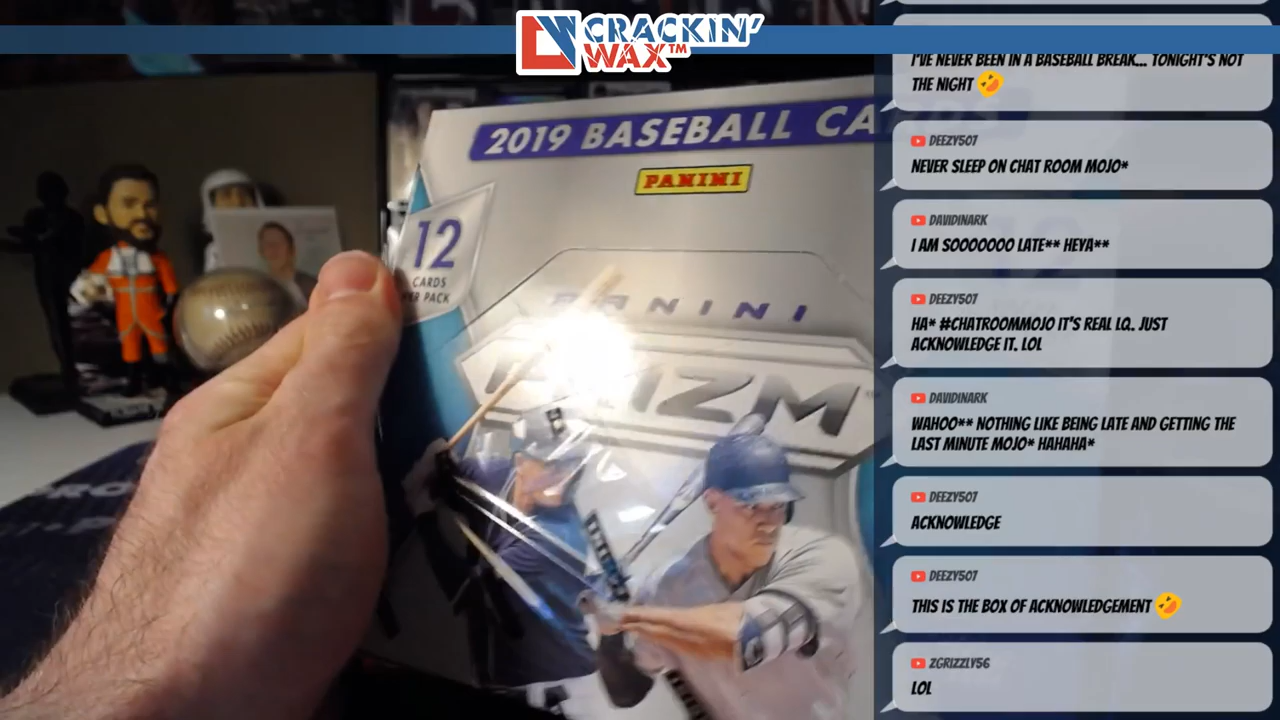 CRACKIN'
WAX™
2019 BASEBALL CA
PANINI
12
CARDS
PER PACK
PANINI
PRIZM
I'VE NEVER BEEN IN A BASEBALL BREAK... TONIGHT'S NOT
THE NIGHT 🤣
DEEZY507
NEVER SLEEP ON CHAT ROOM MOJO*
DAVIDINARK
I AM SOOOOOOO LATE** HEYA**
DEEZY507
HA* #CHATROOMMOJO IT'S REAL LQ.. JUST
ACKNOWLEDGE IT. LOL
DAVIDINARK
WAHOO** NOTHING LIKE BEING LATE AND GETTING THE
LAST MINUTE MOJO* HAHAHA*
DEEZY507
ACKNOWLEDGE
DEEZY507
THIS IS THE BOX OF ACKNOWLEDGEMENT 🤣
ZGRIZZLY56
LOL